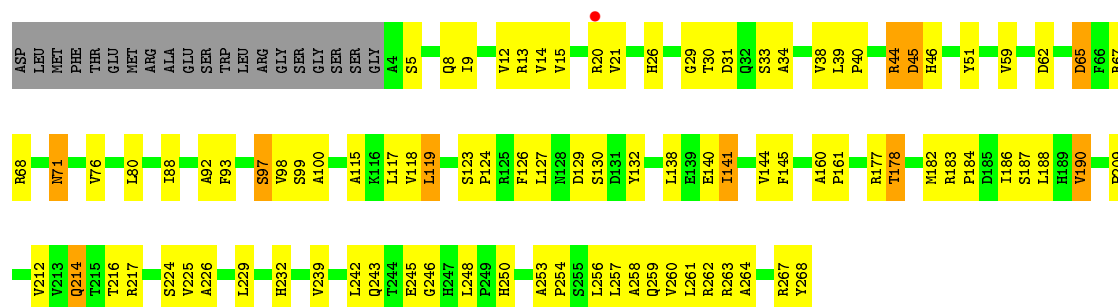 ASP LEU MET PHE THR GLU MET ARG ALA GLU SER TRP LEU ARG GLY SER GLY SER SER GLY A4 S5 Q8 I9 V12 R13 V14 V15 R20 V21 H26 G29 T30 D31 Q32 S33 A34 V38 L39 P40 R44 D45 H46 Y51 V59 D62 D65 F66 R67
R68 N71 V76 L80 I88 A92 F93 S97 V98 S99 A100 A115 K116 L117 V118 L119 S123 P124 R125 F126 L127 N128 D129 S130 D131 Y132 L138 E139 E140 I141 V144 F145 A160 P161 R177 T178 M182 R183 P184 D185 I186 S187 L188 H189 V190 P209
V212 V213 Q214 T215 T216 R217 S224 V225 A226 L229 H232 V239 L242 Q243 T244 E245 G246 H247 L248 P249 H250 A253 P254 S255 L256 L257 A258 Q259 V260 L261 R262 R263 A264 R267 Y268